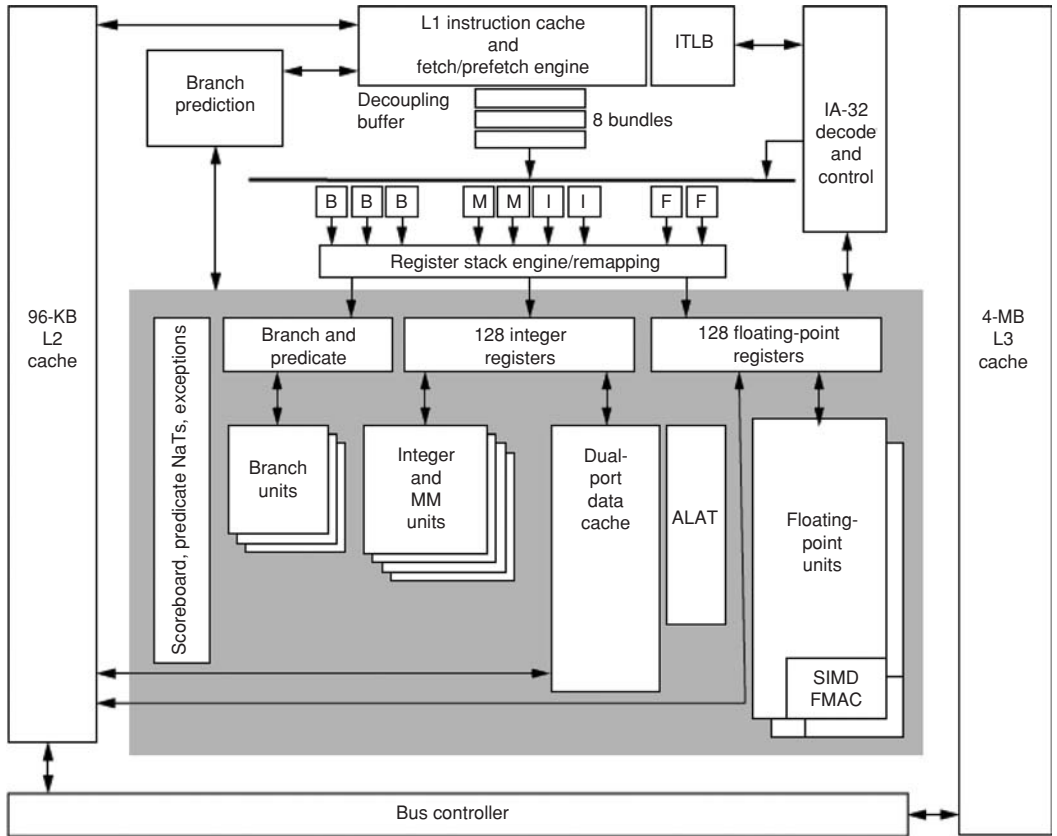 L1 instruction cache
and
fetch/prefetch engine
ITLB
Branch
prediction
Decoupling
buffer
8 bundles
IA-32
decode
and
control
B B B M M I I F F
Register stack engine/remapping
96-KB
L2
cache
4-MB
L3
cache
Scoreboard, predicate NaTs, exceptions
Branch and
predicate
128 integer
registers
128 floating-point
registers
Branch
units
Integer
and
MM
units
Dual-
port
data
cache
ALAT
Floating-
point
units
SIMD
FMAC
Bus controller